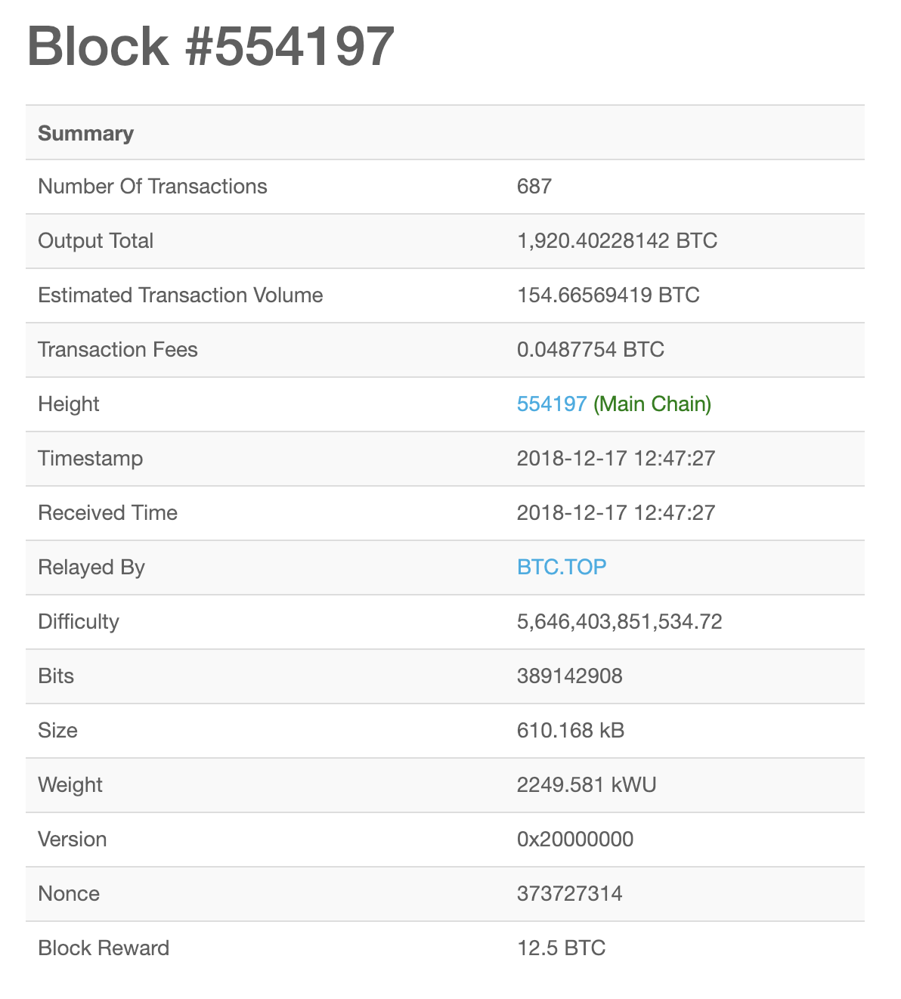 Block #554197
Summary
Number Of Transactions 687
Output Total 1,920.40228142 BTC
Estimated Transaction Volume 154.66569419 BTC
Transaction Fees 0.0487754 BTC
Height 554197 (Main Chain)
Timestamp 2018-12-17 12:47:27
Received Time 2018-12-17 12:47:27
Relayed By BTC.TOP
Difficulty 5,646,403,851,534.72
Bits 389142908
Size 610.168 kB
Weight 2249.581 kWU
Version 0x20000000
Nonce 373727314
Block Reward 12.5 BTC